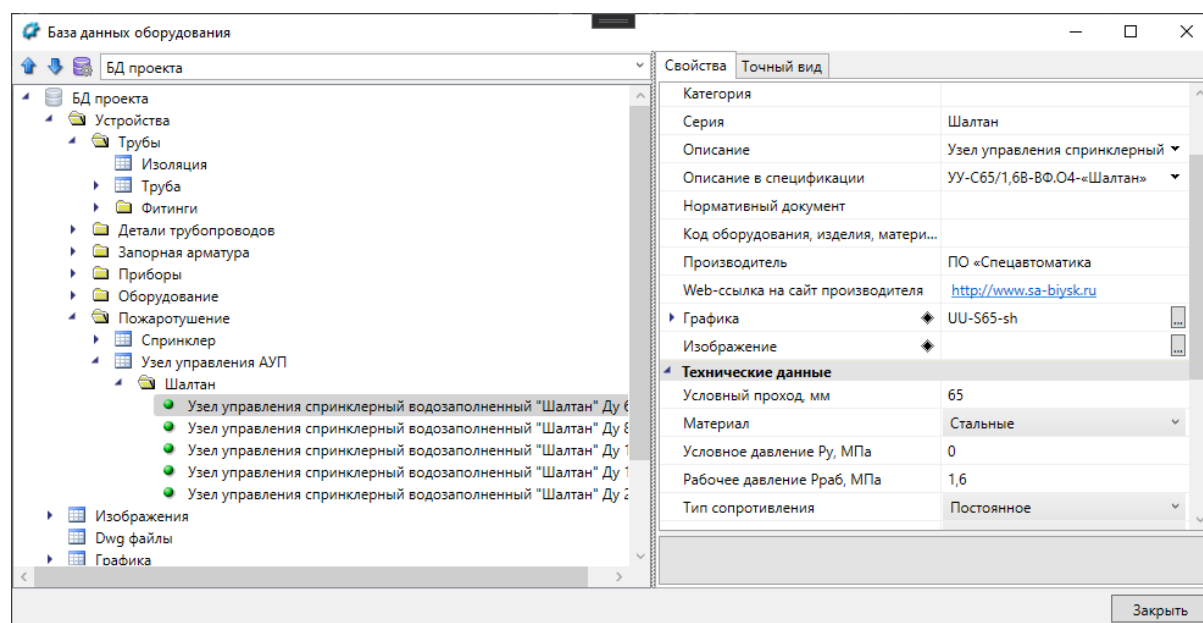 База данных оборудования
БД проекта
БД проекта
Устройства
Трубы
Изоляция
Труба
Фитинги
Детали трубопроводов
Запорная арматура
Приборы
Оборудование
Пожаротушение
Спринклер
Узел управления АУП
Шалтан
Узел управления спринклерный водозаполненный "Шалтан" Ду 6
Узел управления спринклерный водозаполненный "Шалтан" Ду 8
Узел управления спринклерный водозаполненный "Шалтан" Ду 1
Узел управления спринклерный водозаполненный "Шалтан" Ду 1
Узел управления спринклерный водозаполненный "Шалтан" Ду 2
Изображения
Dwg файлы
Графика
Свойства Точный вид
Категория
Серия Шалтан
Описание Узел управления спринклерный
Описание в спецификации УУ-С65/1,6В-ВФ.О4-«Шалтан»
Нормативный документ
Код оборудования, изделия, матери...
Производитель ПО «Спецавтоматика
Web-ссылка на сайт производителя http://www.sa-biysk.ru
Графика UU-S65-sh ...
Изображение ...
Технические данные
Условный проход, мм 65
Материал Стальные
Условное давление Ру, МПа 0
Рабочее давление Рраб, МПа 1,6
Тип сопротивления Постоянное
Закрыть